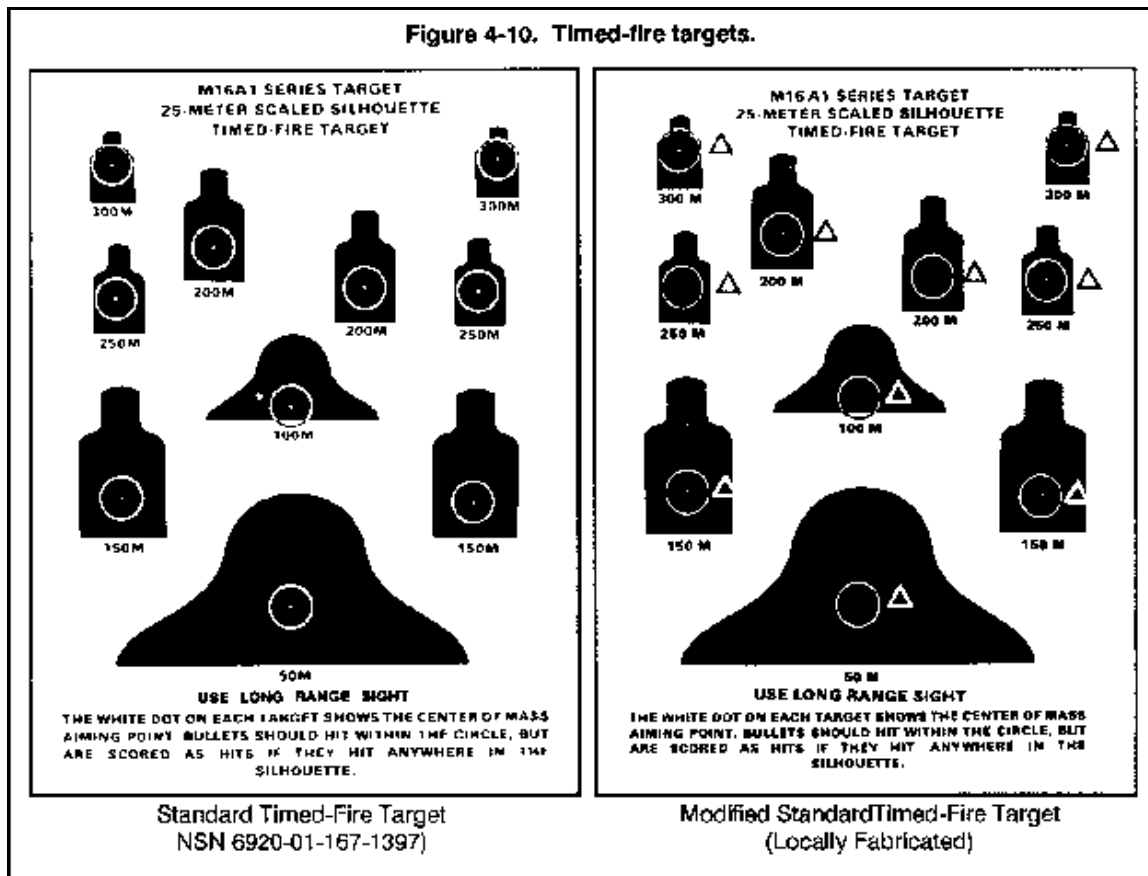 Figure 4-10. Timed-fire targets.
M16A1 SERIES TARGET
25-METER SCALED SILHOUETTE
TIMED-FIRE TARGET
300M
300M
200M
200M
250M
250M
100M
150M
150M
50M
USE LONG RANGE SIGHT
THE WHITE DOT ON EACH TARGET SHOWS THE CENTER OF MASS
AIMING POINT. BULLETS SHOULD HIT WITHIN THE CIRCLE, BUT
ARE SCORED AS HITS IF THEY HIT ANYWHERE IN THE
SILHOUETTE.
Standard Timed-Fire Target
NSN 6920-01-167-1397)
M16A1 SERIES TARGET
25-METER SCALED SILHOUETTE
TIMED-FIRE TARGET
300 M
300 M
200 M
200 M
250 M
250 M
100 M
150 M
150 M
50 M
USE LONG RANGE SIGHT
THE WHITE DOT ON EACH TARGET SHOWS THE CENTER OF MASS
AIMING POINT. BULLETS SHOULD HIT WITHIN THE CIRCLE, BUT
ARE SCORED AS HITS IF THEY HIT ANYWHERE IN THE
SILHOUETTE.
Modified StandardTimed-Fire Target
(Locally Fabricated)